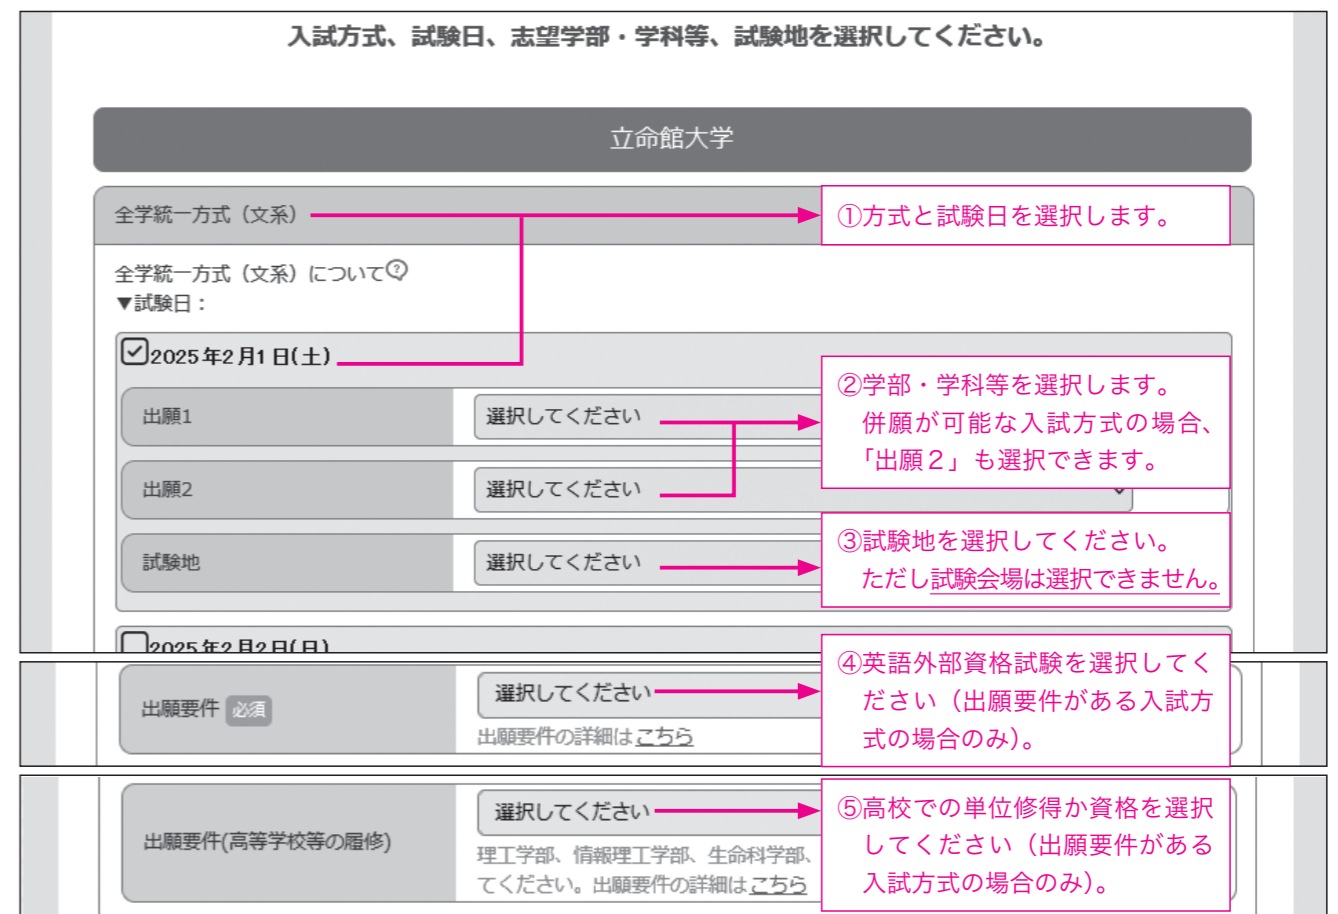 入試方式、試験日、志望学部・学科等、試験地を選択してください。
立命館大学
全学統一方式（文系）
①方式と試験日を選択します。
全学統一方式（文系）について?
▼試験日：
2025年2月1日(土)
出願1
選択してください
②学部・学科等を選択します。
併願が可能な入試方式の場合、
「出願２」も選択できます。
出願2
選択してください
試験地
選択してください
③試験地を選択してください。
ただし試験会場は選択できません。
2025年2月2日(日)
出願要件 必須
選択してください
出願要件の詳細はこちら
④英語外部資格試験を選択してく
ださい（出願要件がある入試方
式の場合のみ）。
出願要件(高等学校等の履修)
選択してください
理工学部、情報理工学部、生命科学部、
てください。出願要件の詳細はこちら
⑤高校での単位修得か資格を選択
してください（出願要件がある
入試方式の場合のみ）。